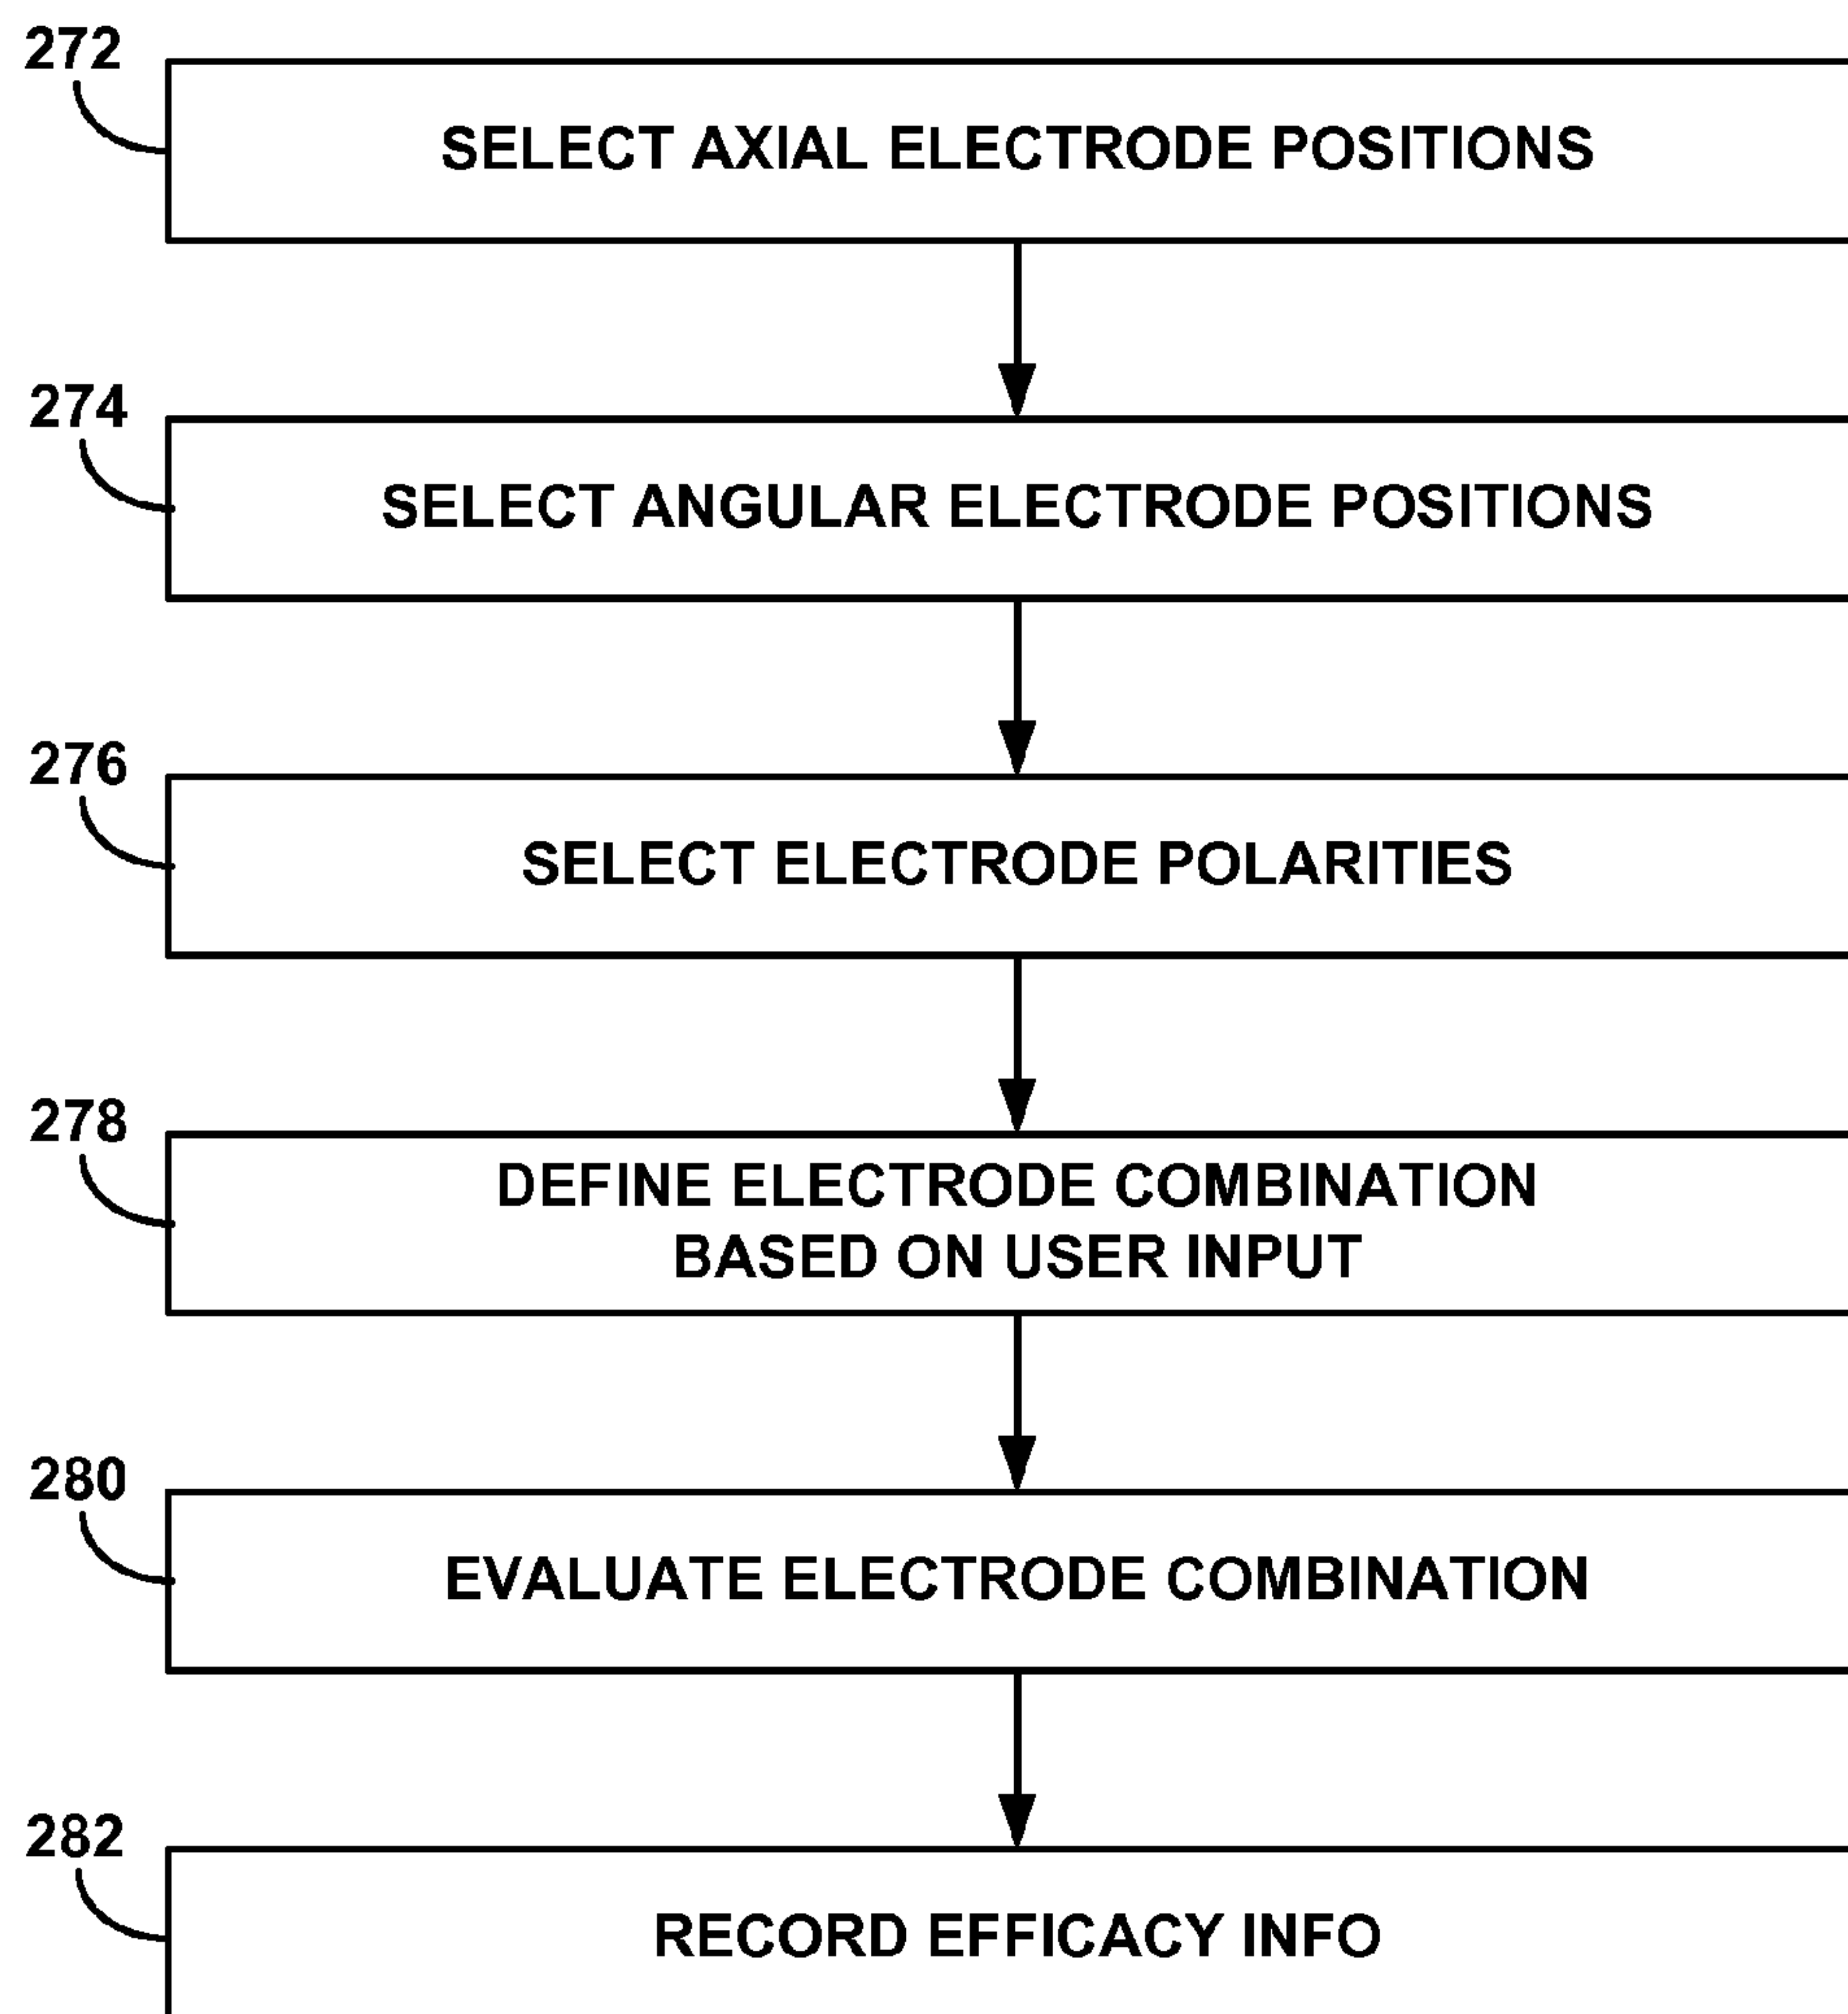 272
SELECT AXIAL ELECTRODE POSITIONS
274
SELECT ANGULAR ELECTRODE POSITIONS
276
SELECT ELECTRODE POLARITIES
278
DEFINE ELECTRODE COMBINATION
BASED ON USER INPUT
280
EVALUATE ELECTRODE COMBINATION
282
RECORD EFFICACY INFO